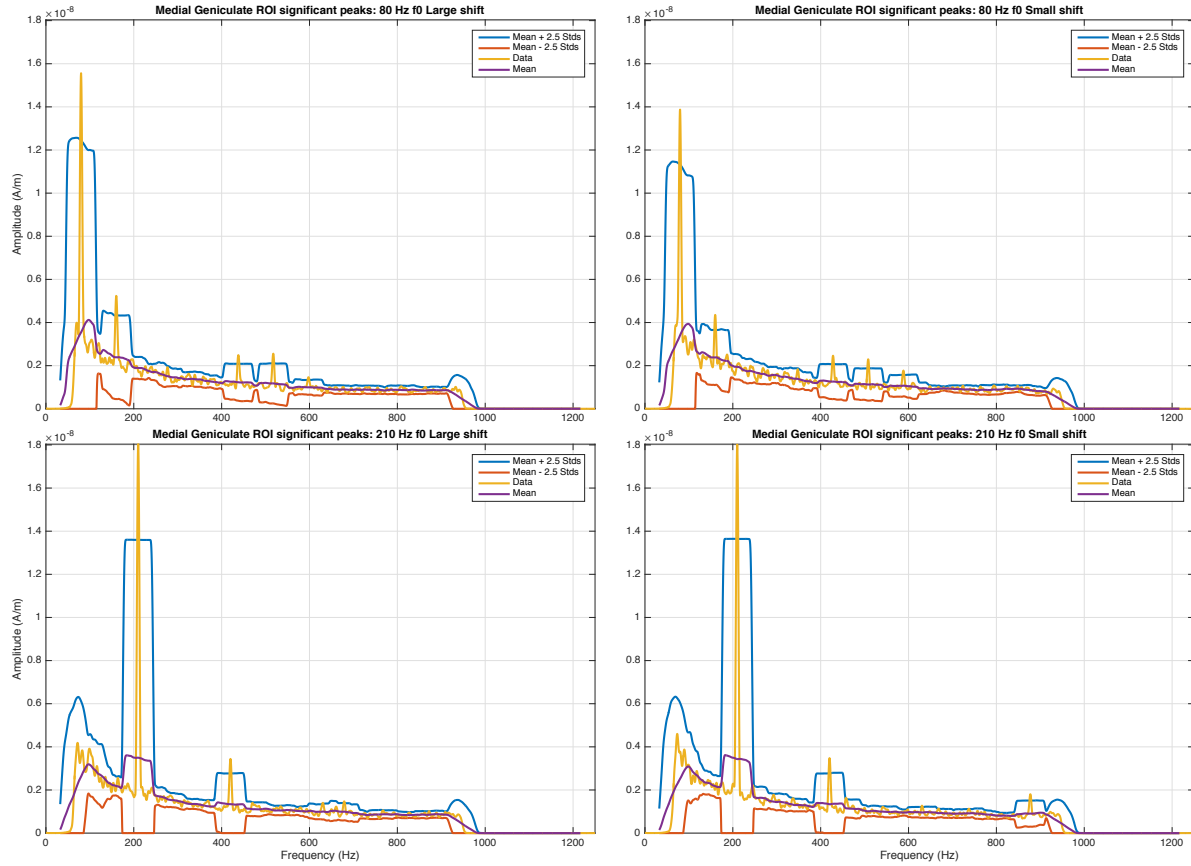 Medial Geniculate ROI significant peaks: 80 Hz f0 Large shift
×10⁻⁸
1.8
1.6
1.4
1.2
1
0.8
0.6
0.4
0.2
0
Amplitude (A/m)
Mean + 2.5 Stds
Mean - 2.5 Stds
Data
Mean
0 200 400 600 800 1000 1200
Medial Geniculate ROI significant peaks: 80 Hz f0 Small shift
×10⁻⁸
1.8
1.6
1.4
1.2
1
0.8
0.6
0.4
0.2
0
Mean + 2.5 Stds
Mean - 2.5 Stds
Data
Mean
0 200 400 600 800 1000 1200
Medial Geniculate ROI significant peaks: 210 Hz f0 Large shift
×10⁻⁸
1.8
1.6
1.4
1.2
1
0.8
0.6
0.4
0.2
0
Amplitude (A/m)
Mean + 2.5 Stds
Mean - 2.5 Stds
Data
Mean
0 200 400 600 800 1000 1200
Frequency (Hz)
Medial Geniculate ROI significant peaks: 210 Hz f0 Small shift
×10⁻⁸
1.8
1.6
1.4
1.2
1
0.8
0.6
0.4
0.2
0
Mean + 2.5 Stds
Mean - 2.5 Stds
Data
Mean
0 200 400 600 800 1000 1200
Frequency (Hz)